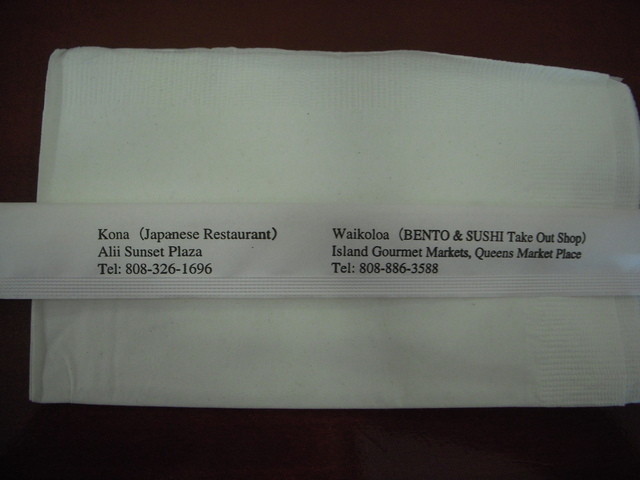 Kona (Japanese Restaurant)
Alii Sunset Plaza
Tel: 808-326-1696
Waikoloa (BENTO & SUSHI Take Out Shop)
Island Gourmet Markets, Queens Market Place
Tel: 808-886-3588